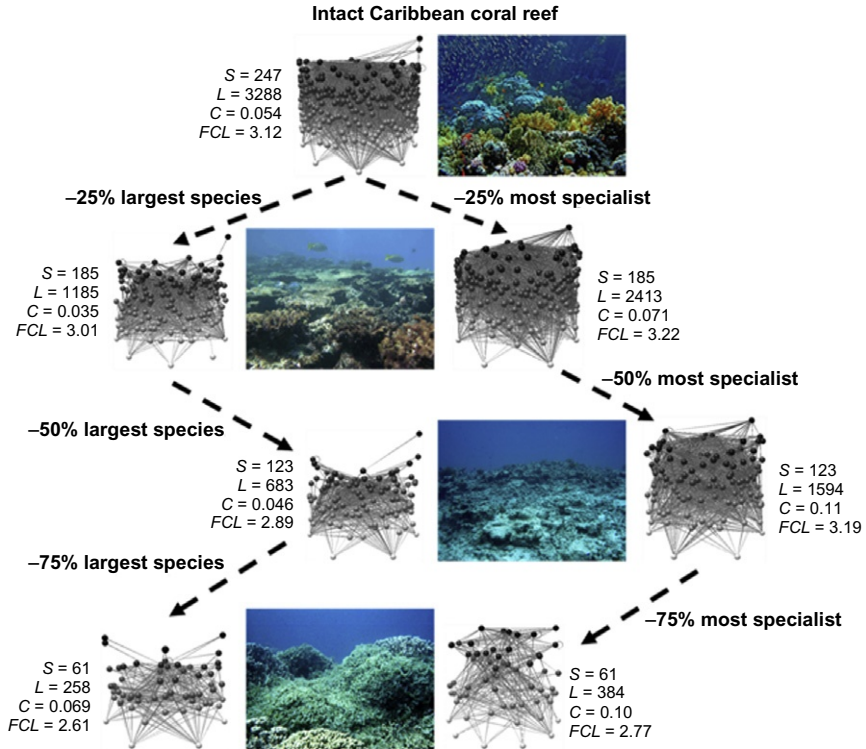 Intact Caribbean coral reef
S = 247
L = 3288
C = 0.054
FCL = 3.12
–25% largest species
–25% most specialist
S = 185
L = 1185
C = 0.035
FCL = 3.01
S = 185
L = 2413
C = 0.071
FCL = 3.22
–50% most specialist
–50% largest species
S = 123
L = 683
C = 0.046
FCL = 2.89
S = 123
L = 1594
C = 0.11
FCL = 3.19
–75% largest species
–75% most specialist
S = 61
L = 258
C = 0.069
FCL = 2.61
S = 61
L = 384
C = 0.10
FCL = 2.77